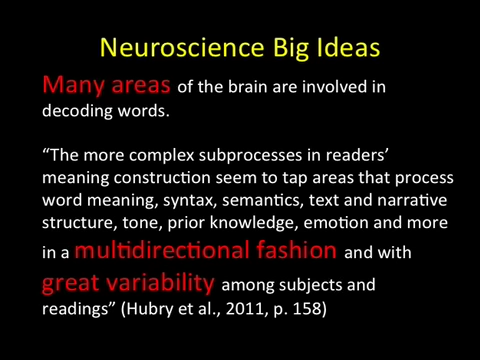 Neuroscience Big Ideas
Many areas of the brain are involved in
decoding words.
“The more complex subprocesses in readers’
meaning construction seem to tap areas that process
word meaning, syntax, semantics, text and narrative
structure, tone, prior knowledge, emotion and more
in a multidirectional fashion and with
great variability among subjects and
readings” (Hubry et al., 2011, p. 158)